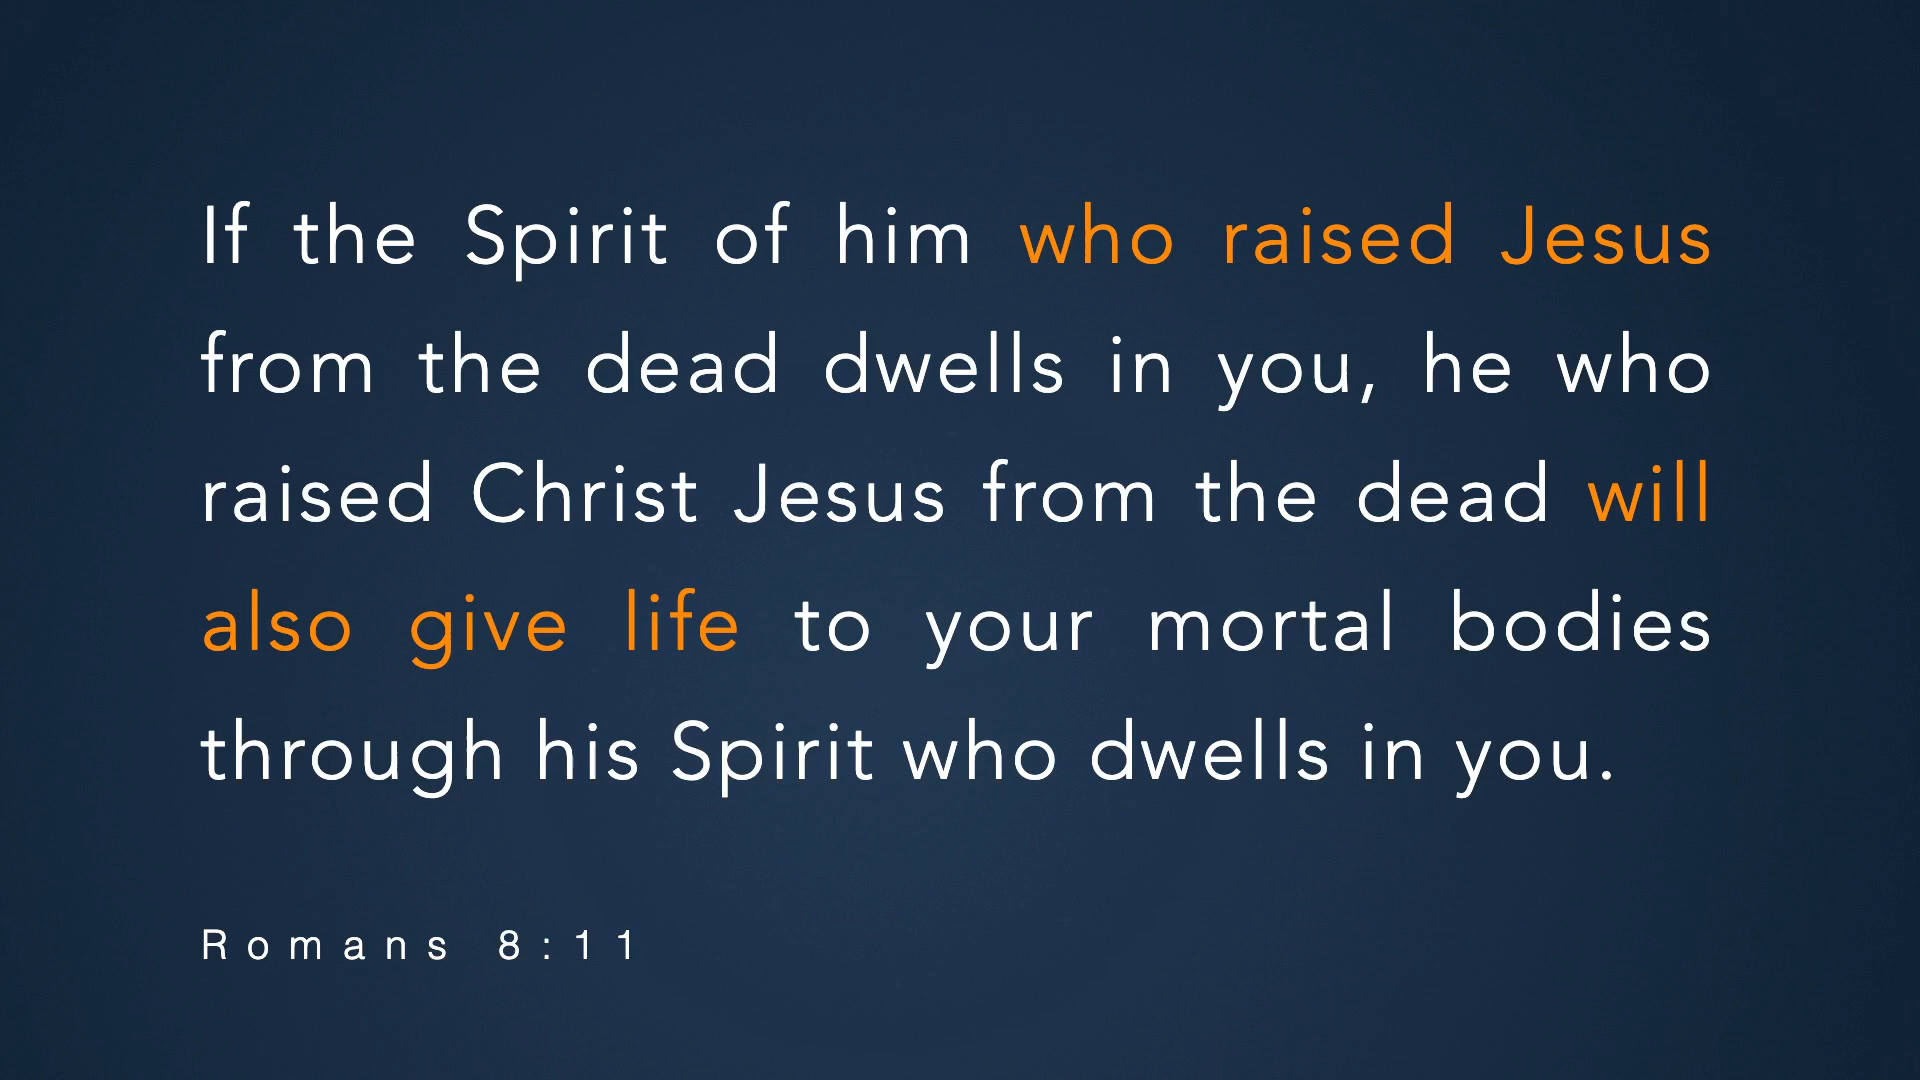 If the Spirit of him who raised Jesus
from the dead dwells in you, he who
raised Christ Jesus from the dead will
also give life to your mortal bodies
through his Spirit who dwells in you.
Romans 8:11